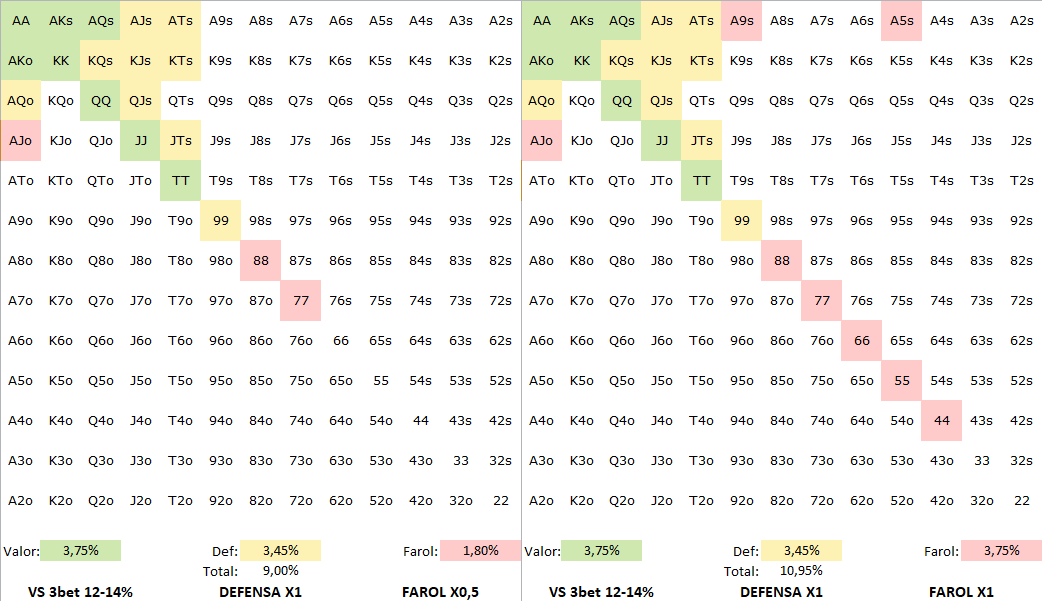 AA AKs AQs AJs ATs A9s A8s A7s A6s A5s A4s A3s A2s AA AKs AQs AJs ATs A9s A8s A7s A6s A5s A4s A3s A2s
AKo KK KQs KJs KTs K9s K8s K7s K6s K5s K4s K3s K2s AKo KK KQs KJs KTs K9s K8s K7s K6s K5s K4s K3s K2s
AQo KQo QQ QJs QTs Q9s Q8s Q7s Q6s Q5s Q4s Q3s Q2s AQo KQo QQ QJs QTs Q9s Q8s Q7s Q6s Q5s Q4s Q3s Q2s
AJo KJo QJo JJ JTs J9s J8s J7s J6s J5s J4s J3s J2s AJo KJo QJo JJ JTs J9s J8s J7s J6s J5s J4s J3s J2s
ATo KTo QTo JTo TT T9s T8s T7s T6s T5s T4s T3s T2s ATo KTo QTo JTo TT T9s T8s T7s T6s T5s T4s T3s T2s
A9o K9o Q9o J9o T9o 99 98s 97s 96s 95s 94s 93s 92s A9o K9o Q9o J9o T9o 99 98s 97s 96s 95s 94s 93s 92s
A8o K8o Q8o J8o T8o 98o 88 87s 86s 85s 84s 83s 82s A8o K8o Q8o J8o T8o 98o 88 87s 86s 85s 84s 83s 82s
A7o K7o Q7o J7o T7o 97o 87o 77 76s 75s 74s 73s 72s A7o K7o Q7o J7o T7o 97o 87o 77 76s 75s 74s 73s 72s
A6o K6o Q6o J6o T6o 96o 86o 76o 66 65s 64s 63s 62s A6o K6o Q6o J6o T6o 96o 86o 76o 66 65s 64s 63s 62s
A5o K5o Q5o J5o T5o 95o 85o 75o 65o 55 54s 53s 52s A5o K5o Q5o J5o T5o 95o 85o 75o 65o 55 54s 53s 52s
A4o K4o Q4o J4o T4o 94o 84o 74o 64o 54o 44 43s 42s A4o K4o Q4o J4o T4o 94o 84o 74o 64o 54o 44 43s 42s
A3o K3o Q3o J3o T3o 93o 83o 73o 63o 53o 43o 33 32s A3o K3o Q3o J3o T3o 93o 83o 73o 63o 53o 43o 33 32s
A2o K2o Q2o J2o T2o 92o 82o 72o 62o 52o 42o 32o 22 A2o K2o Q2o J2o T2o 92o 82o 72o 62o 52o 42o 32o 22
Valor: 3,75% Def: 3,45% Farol: 1,80% Valor: 3,75% Def: 3,45% Farol: 3,75%
Total: 9,00% Total: 10,95%
VS 3bet 12-14% DEFENSA X1 FAROL X0,5 VS 3bet 12-14% DEFENSA X1 FAROL X1